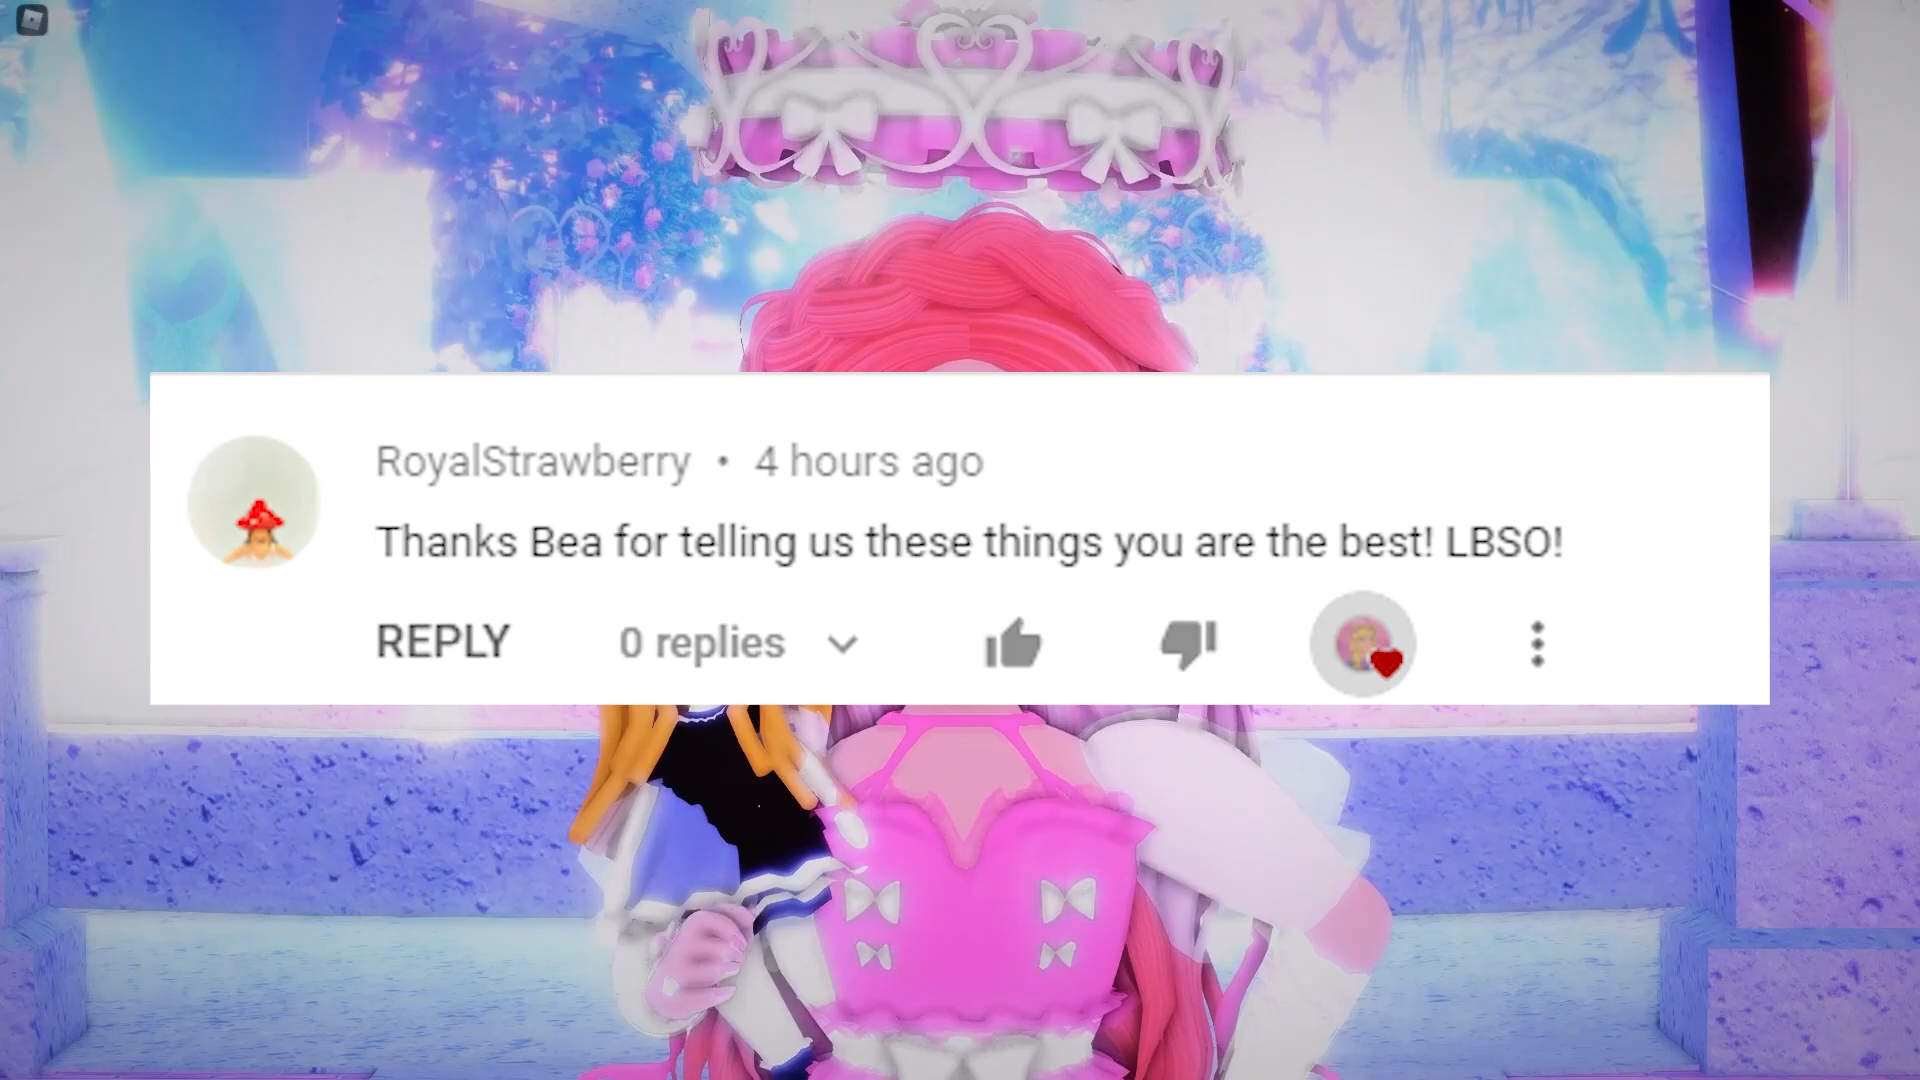 RoyalStrawberry • 4 hours ago
Thanks Bea for telling us these things you are the best! LBSO!
REPLY 0 replies